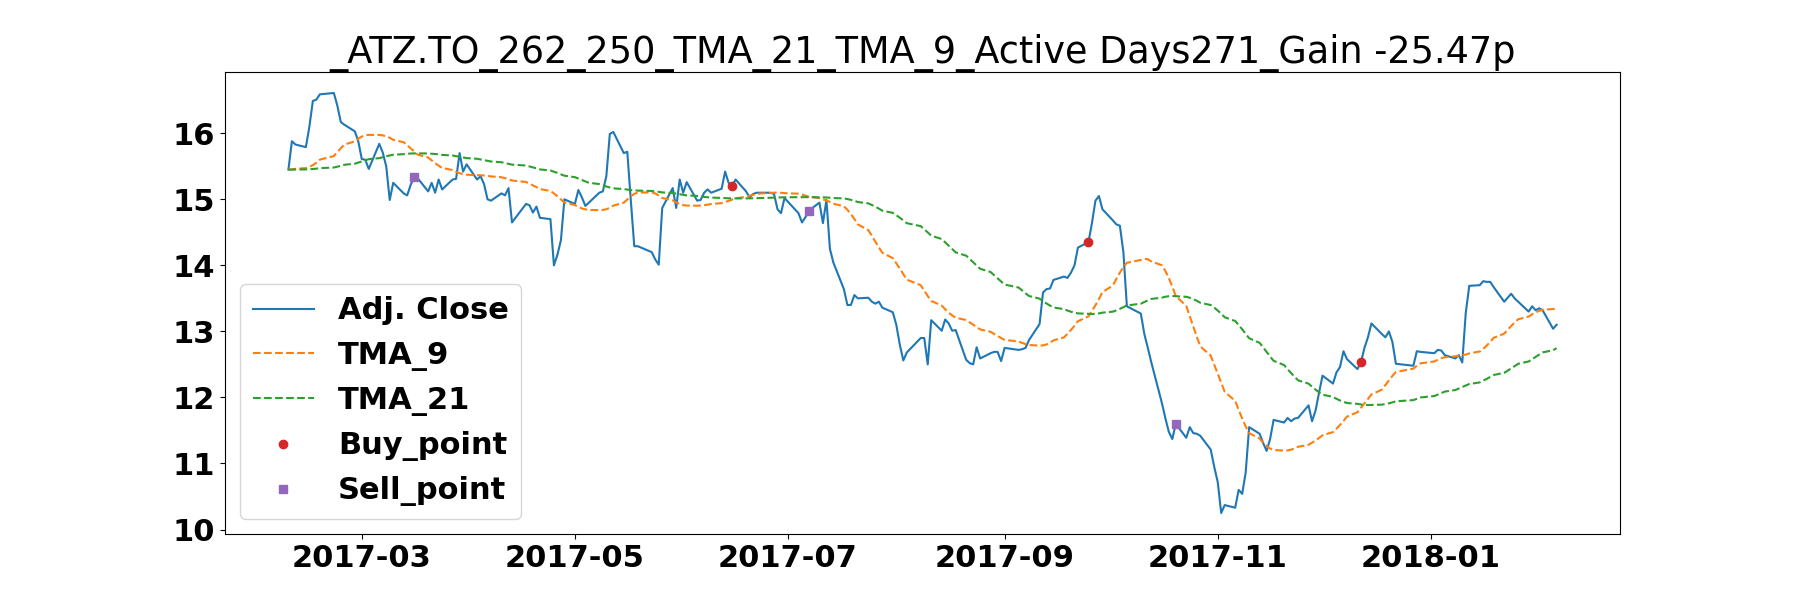 _ATZ.TO_262_250_TMA_21_TMA_9_Active Days271_Gain -25.47p
16
15
14
13
12
11
10
Adj. Close
TMA_9
TMA_21
Buy_point
Sell_point
2017-03 2017-05 2017-07 2017-09 2017-11 2018-01